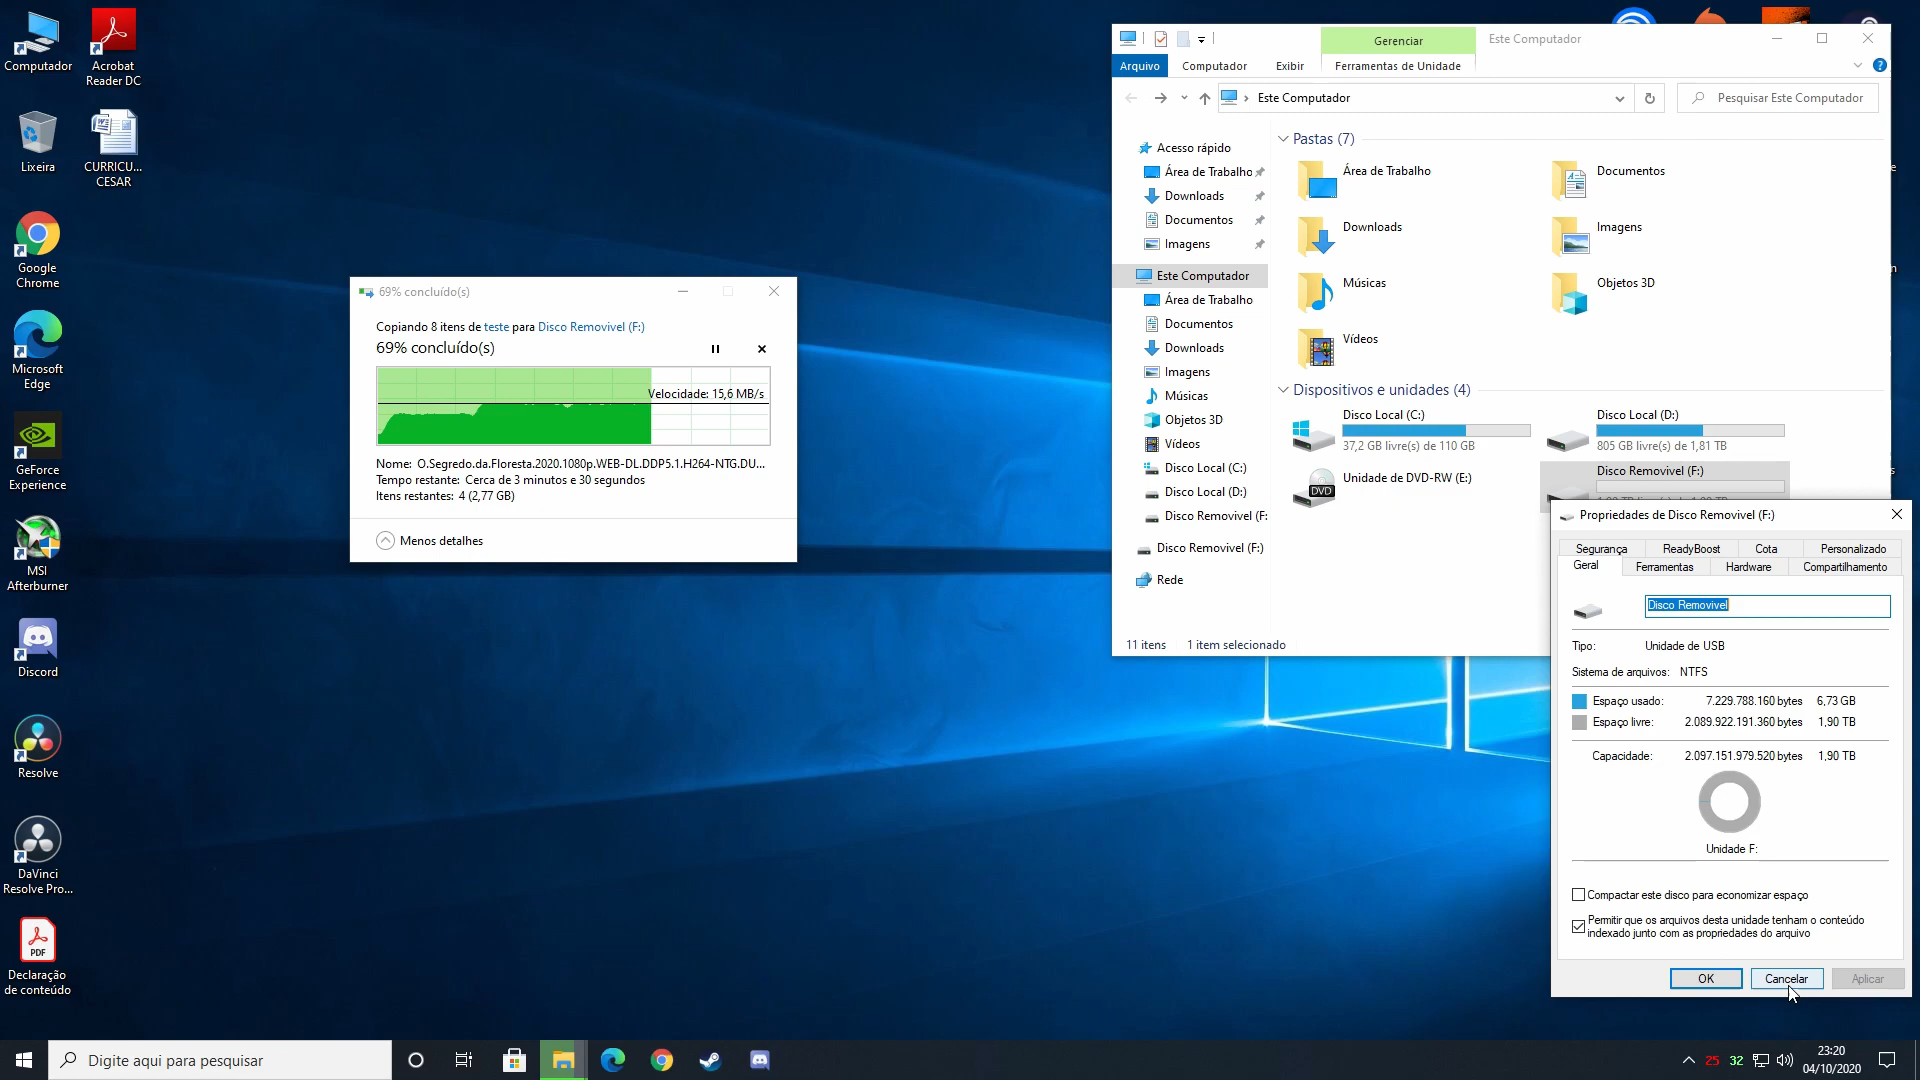 Computador
Acrobat
Reader DC
Lixeira
CURRICU...
CESAR
Google
Chrome
Microsoft
Edge
GeForce
Experience
MSI
Afterburner
Discord
Resolve
DaVinci
Resolve Pro...
PDF
Declaração
de conteúdo
69% concluído(s)
Copiando 8 itens de teste para Disco Removivel (F:)
69% concluído(s)
Velocidade: 15,6 MB/s
Nome: O.Segredo.da.Floresta.2020.1080p.WEB-DL.DDP5.1.H264-NTG.DU...
Tempo restante: Cerca de 3 minutos e 30 segundos
Itens restantes: 4 (2,77 GB)
Menos detalhes
Gerenciar
Este Computador
Arquivo
Computador
Exibir
Ferramentas de Unidade
Este Computador
Pesquisar Este Computador
Acesso rápido
Área de Trabalho
Downloads
Documentos
Imagens
Este Computador
Área de Trabalho
Documentos
Downloads
Imagens
Músicas
Objetos 3D
Vídeos
Disco Local (C:)
Disco Local (D:)
Disco Removivel (F:
Disco Removivel (F:)
Rede
Pastas (7)
Área de Trabalho
Documentos
Downloads
Imagens
Músicas
Objetos 3D
Vídeos
Dispositivos e unidades (4)
Disco Local (C:)
37,2 GB livre(s) de 110 GB
Disco Local (D:)
805 GB livre(s) de 1,81 TB
DVD
Unidade de DVD-RW (E:)
Disco Removivel (F:)
11 itens
1 item selecionado
Propriedades de Disco Removivel (F:)
Segurança
ReadyBoost
Cota
Personalizado
Geral
Ferramentas
Hardware
Compartilhamento
Disco Removivel
Tipo: Unidade de USB
Sistema de arquivos: NTFS
Espaço usado: 7.229.788.160 bytes 6,73 GB
Espaço livre: 2.089.922.191.360 bytes 1,90 TB
Capacidade: 2.097.151.979.520 bytes 1,90 TB
Unidade F:
Compactar este disco para economizar espaço
Permitir que os arquivos desta unidade tenham o conteúdo
indexado junto com as propriedades do arquivo
OK
Cancelar
Aplicar
Digite aqui para pesquisar
25
32
23:20
04/10/2020